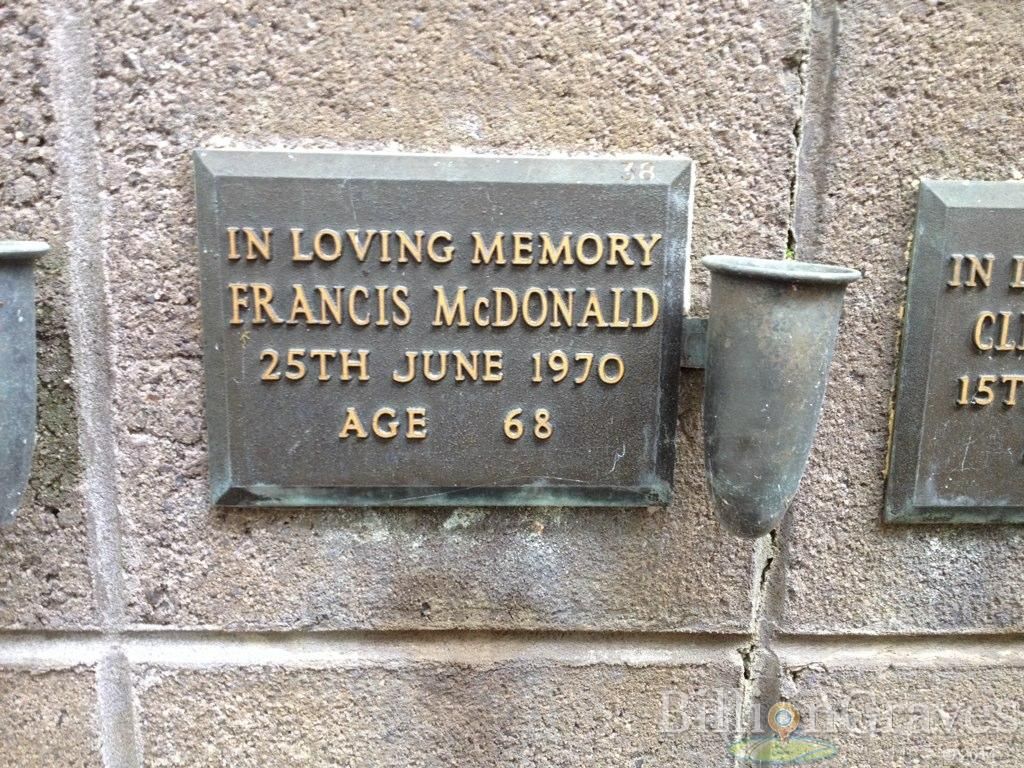 38
IN LOVING MEMORY
FRANCIS McDONALD
25TH JUNE 1970
AGE 68
IN
CL
15T
BillionGraves